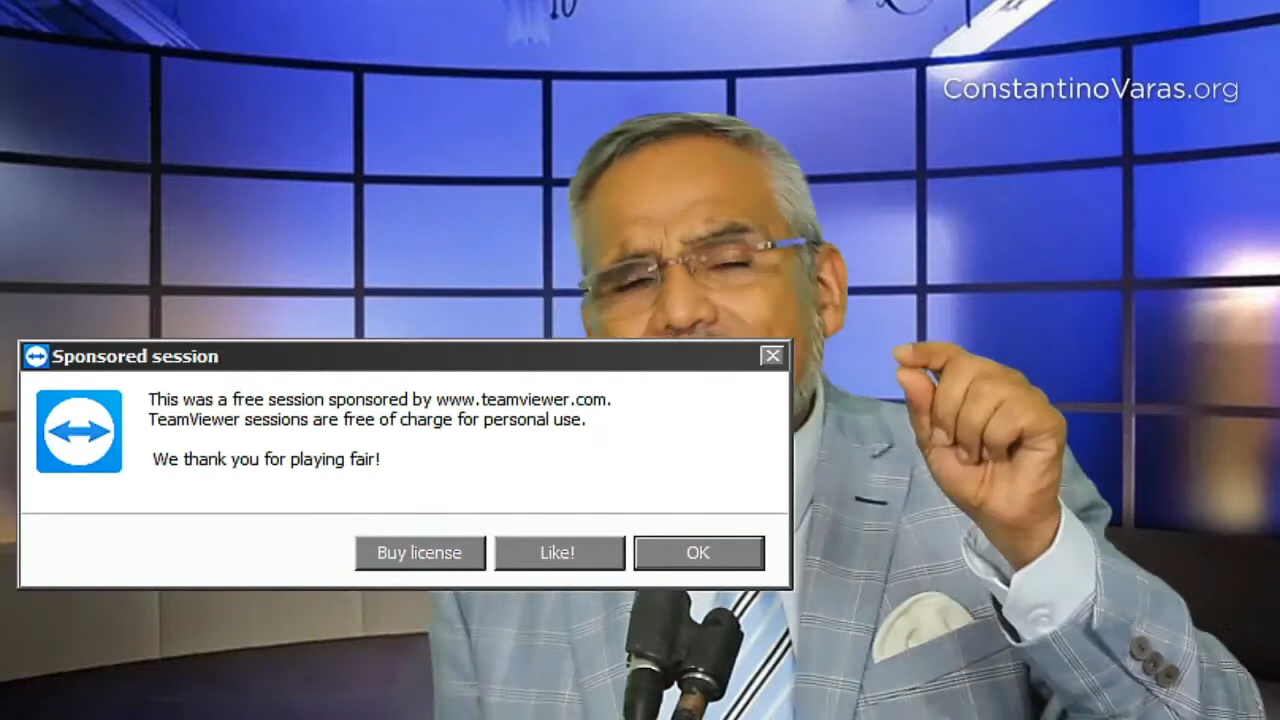 10
ConstantinoVaras.org
Sponsored session
This was a free session sponsored by www.teamviewer.com.
TeamViewer sessions are free of charge for personal use.
We thank you for playing fair!
Buy license
Like!
OK